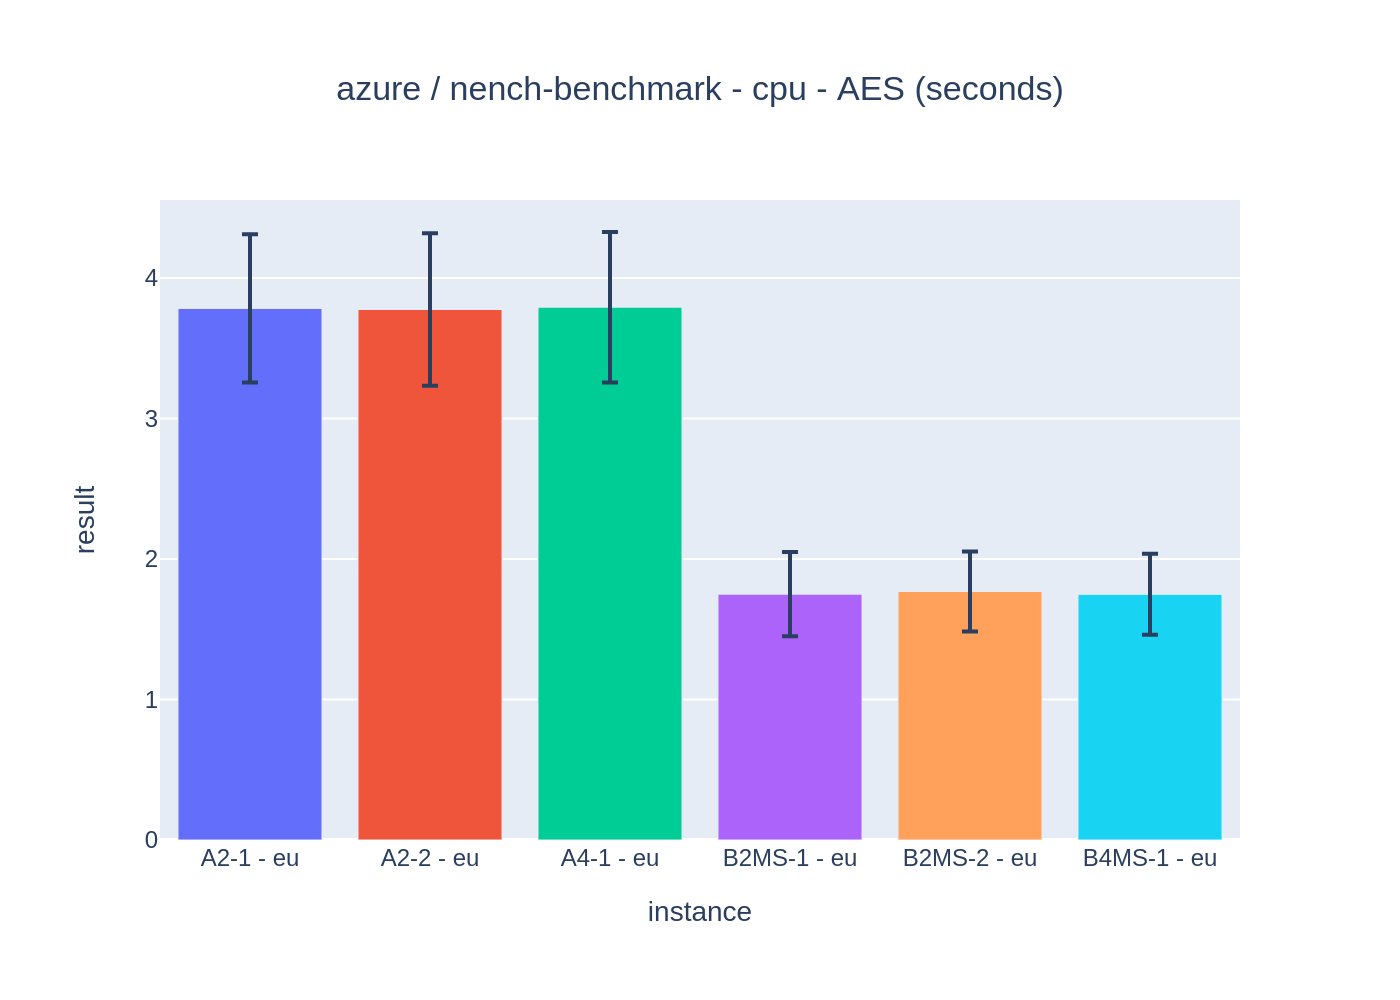 azure / nench-benchmark - cpu - AES (seconds)
result
4
3
2
1
0
A2-1 - eu
A2-2 - eu
A4-1 - eu
B2MS-1 - eu
B2MS-2 - eu
B4MS-1 - eu
instance